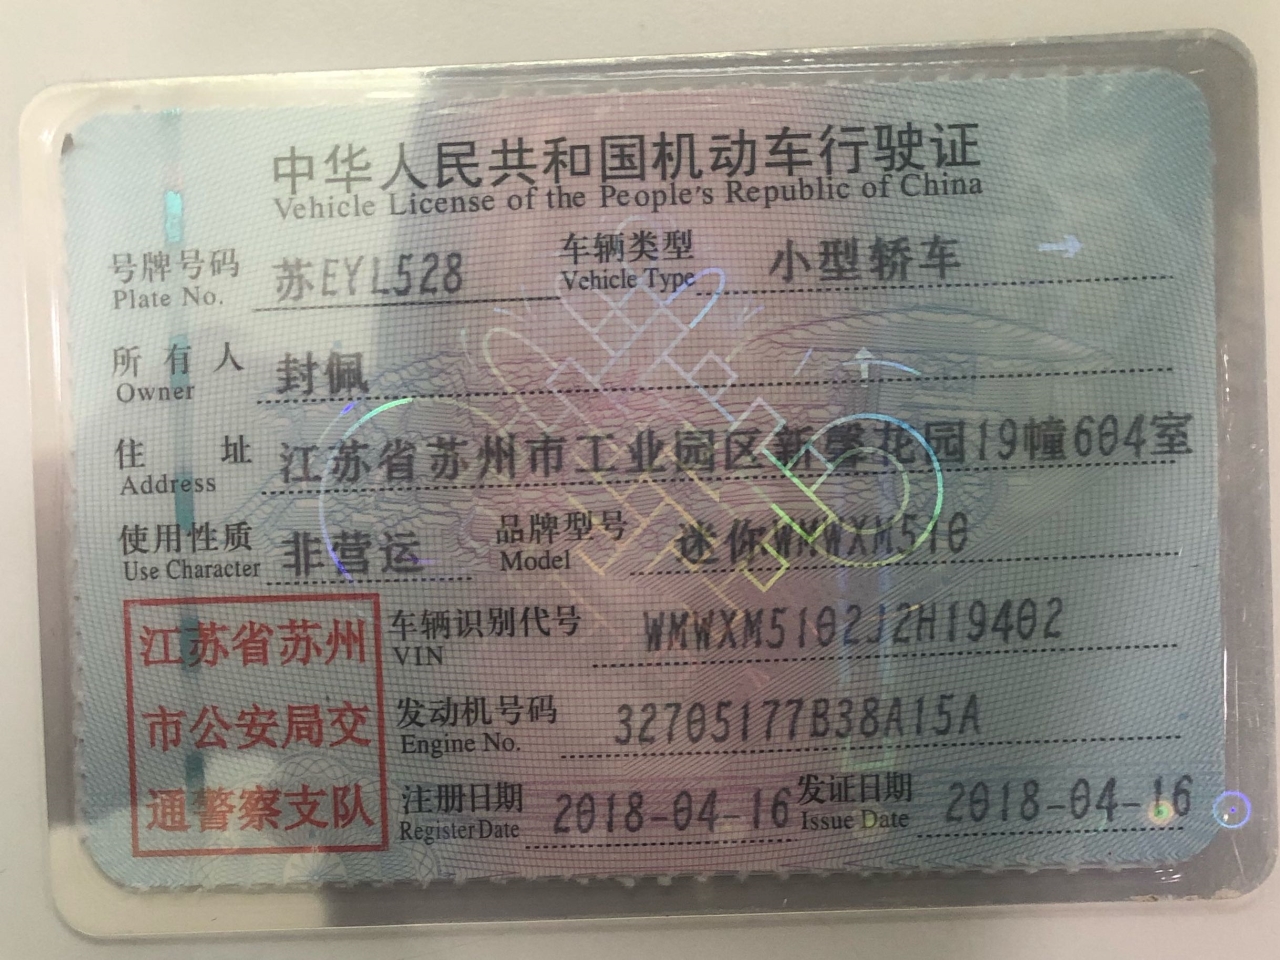 中华人民共和国机动车行驶证
Vehicle License of the People's Republic of China
号牌号码 苏EYL528 车辆类型 小型轿车
Plate No. Vehicle Type
所有人 封佩
Owner
住址 江苏省苏州市工业园区新馨花园19幢604室
Address
使用性质 非营运 品牌型号 迷你WMWXM510
Use Character Model
江苏省苏州
市公安局交
通警察支队
车辆识别代号 WMWXM5102J2H19402
VIN
发动机号码 32705177B38A15A
Engine No.
注册日期 2018-04-16 发证日期 2018-04-16
Register Date Issue Date